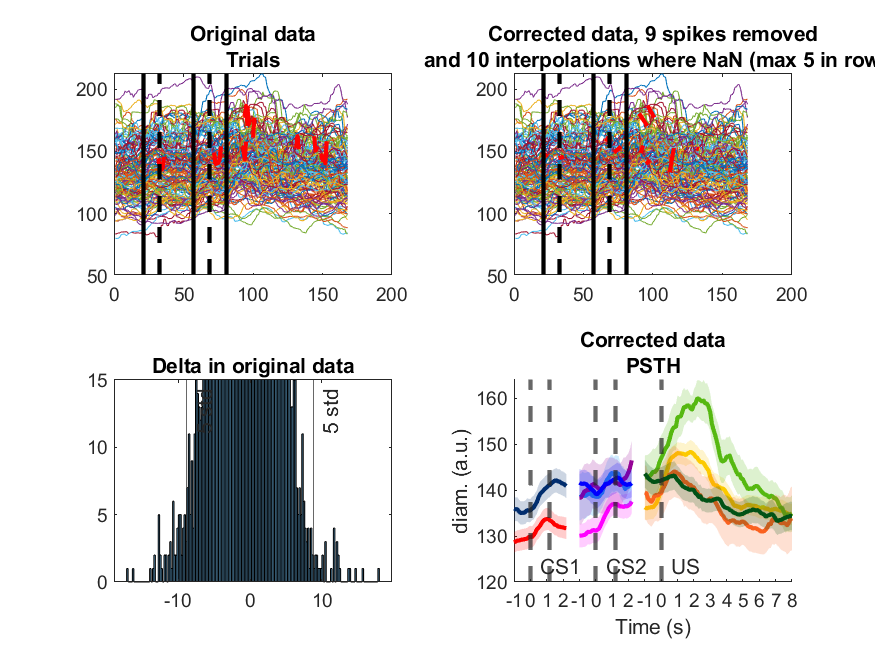 Original data
Trials
200
150
100
50
0 50 100 150 200
Corrected data, 9 spikes removed
and 10 interpolations where NaN (max 5 in row
200
150
100
50
0 50 100 150 200
Delta in original data
15
10
5
0
5 std
-10 0 10
Corrected data
PSTH
diam. (a.u.)
160
150
140
130
120
CS1 CS2 US
-1 0 1 2 -1 0 1 2 -1 0 1 2 3 4 5 6 7 8
Time (s)